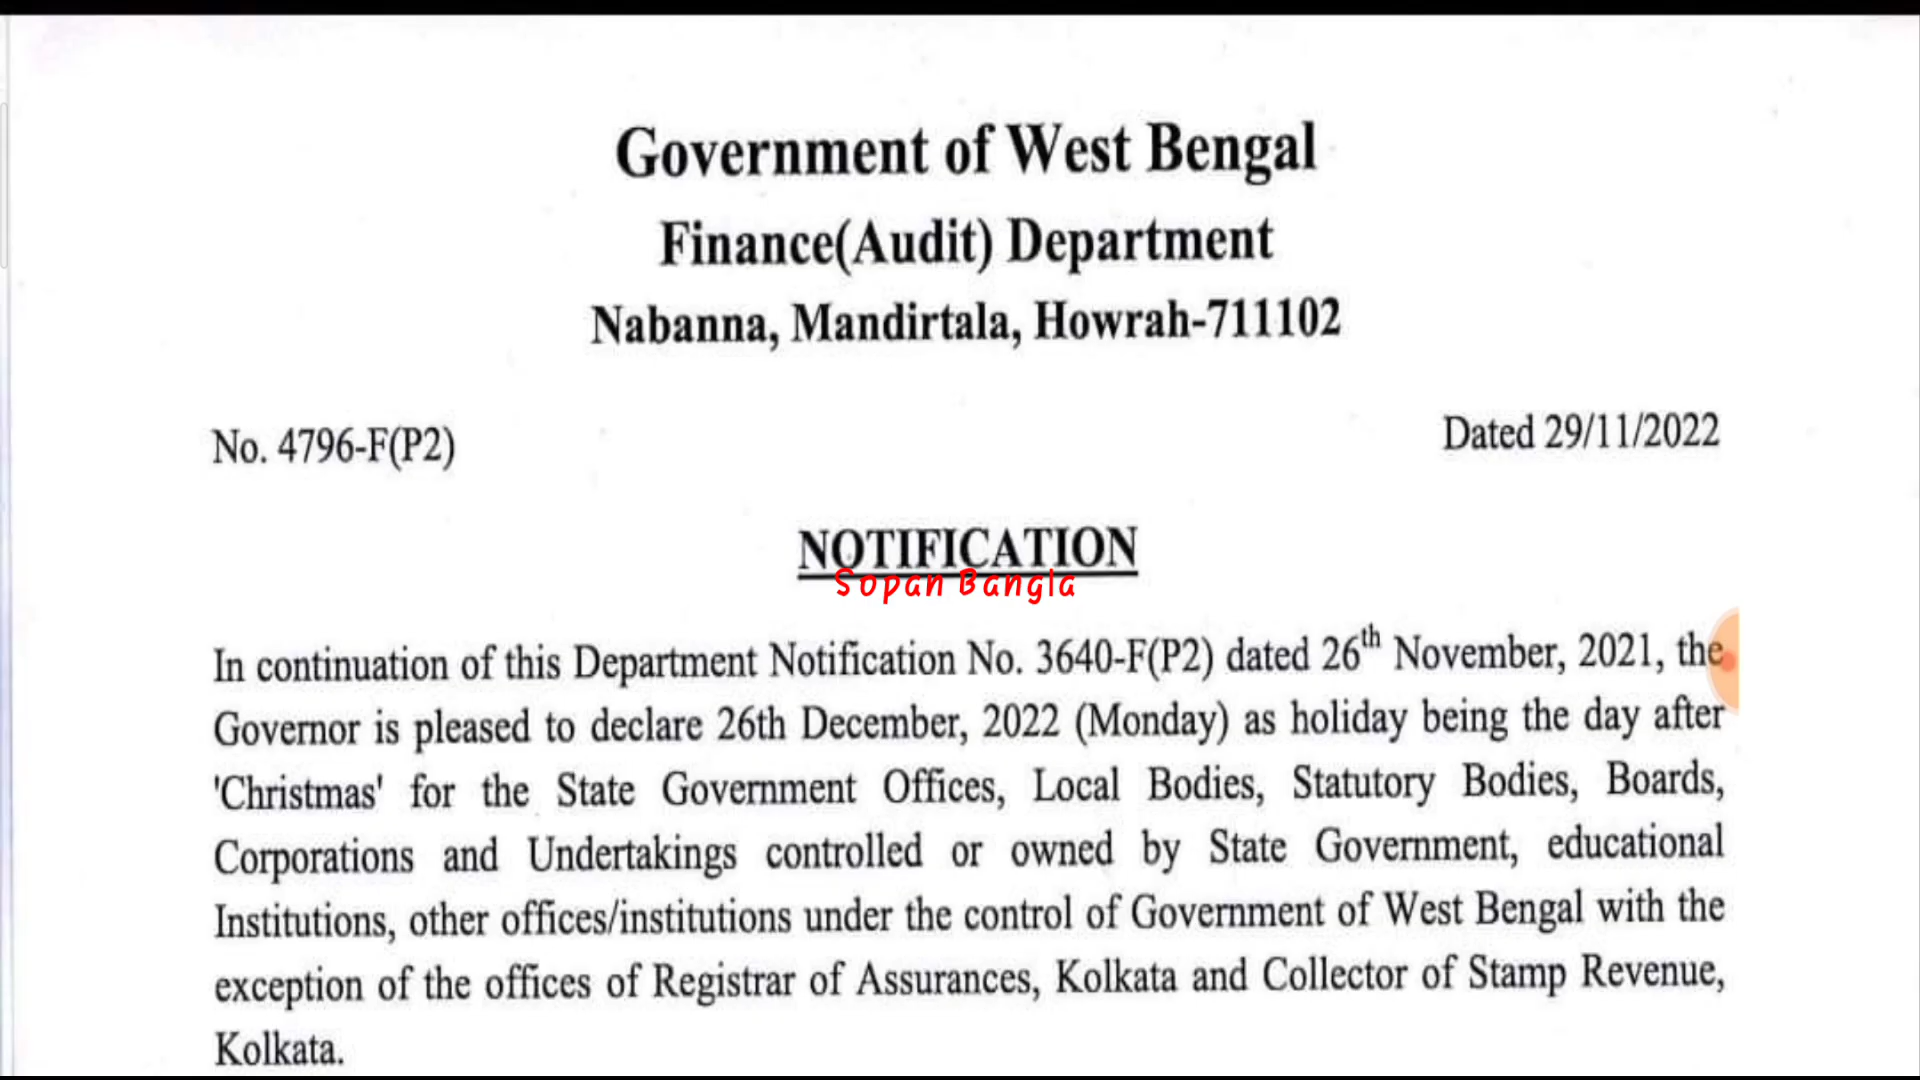 Government of West Bengal
Finance(Audit) Department
Nabanna, Mandirtala, Howrah-711102
No. 4796-F(P2)
Dated 29/11/2022
NOTIFICATION
Sopan Bangla
In continuation of this Department Notification No. 3640-F(P2) dated 26th November, 2021, the
Governor is pleased to declare 26th December, 2022 (Monday) as holiday being the day after
'Christmas' for the State Government Offices, Local Bodies, Statutory Bodies, Boards,
Corporations and Undertakings controlled or owned by State Government, educational
Institutions, other offices/institutions under the control of Government of West Bengal with the
exception of the offices of Registrar of Assurances, Kolkata and Collector of Stamp Revenue,
Kolkata.